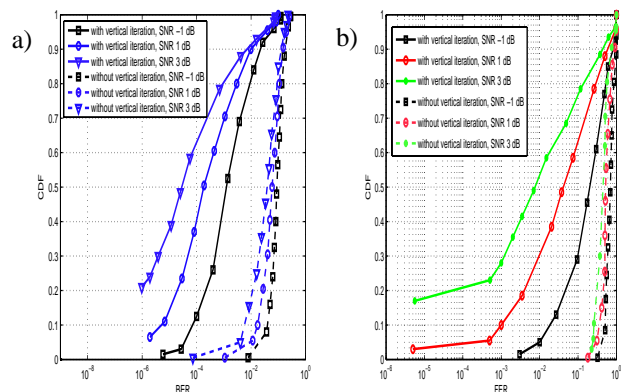 a)
1
0.9
0.8
0.7
0.6
0.5
0.4
0.3
0.2
0.1
0
CDF
with vertical iteration, SNR −1 dB
with vertical iteration, SNR 1 dB
with vertical iteration, SNR 3 dB
without vertical iteration, SNR −1 dB
without vertical iteration, SNR 1 dB
without vertical iteration, SNR 3 dB
10^-8
10^-6
10^-4
10^-2
10^0
BER
b)
1
0.9
0.8
0.7
0.6
0.5
0.4
0.3
0.2
0.1
0
CDF
with vertical iteration, SNR −1 dB
with vertical iteration, SNR 1 dB
with vertical iteration, SNR 3 dB
without vertical iteration, SNR −1 dB
without vertical iteration, SNR 1 dB
without vertical iteration, SNR 3 dB
10^-6
10^-5
10^-4
10^-3
10^-2
10^-1
10^0
FER